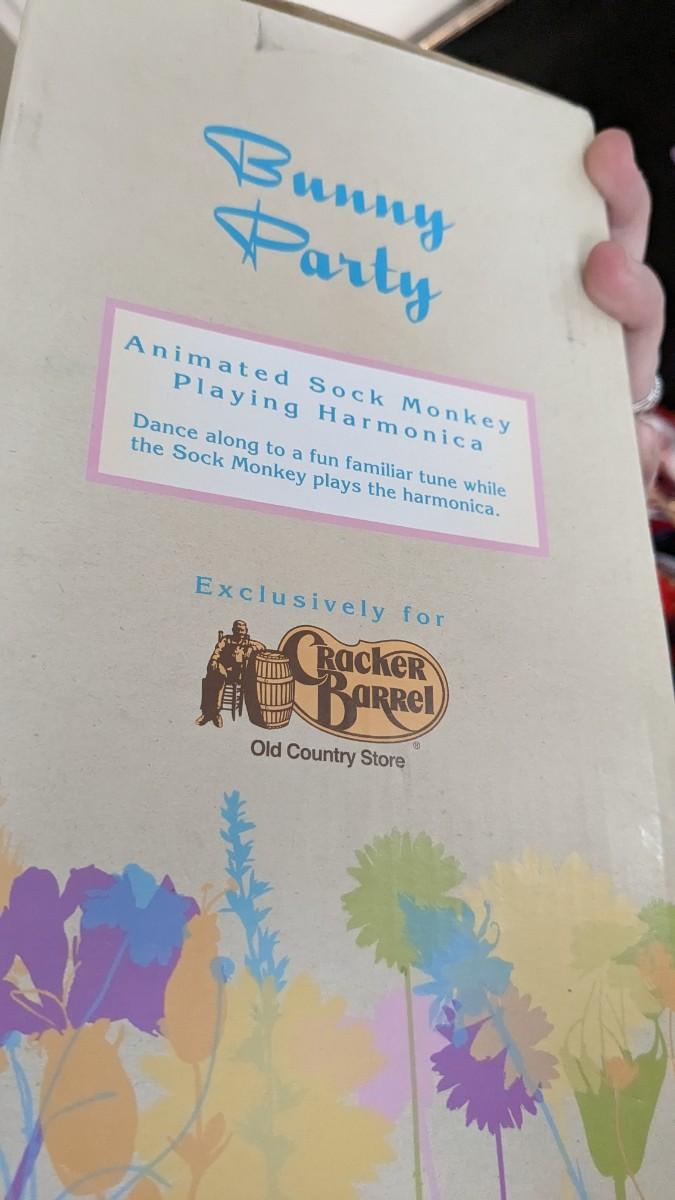 Bunny
Party
Animated Sock Monkey
Playing Harmonica
Dance along to a fun familiar tune while
the Sock Monkey plays the harmonica.
Exclusively for
Cracker
Barrel
®
Old Country Store